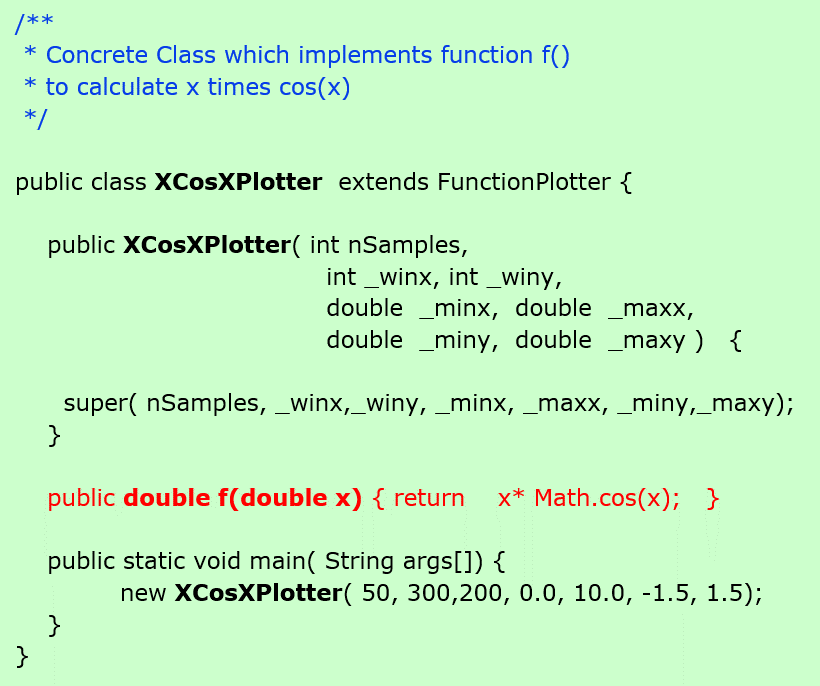 /**
 * Concrete Class which implements function f()
 * to calculate x times cos(x)
 */
public class XCosXPlotter extends FunctionPlotter {
public XCosXPlotter( int nSamples,
int _winx, int _winy,
double _minx, double _maxx,
double _miny, double _maxy ) {
super( nSamples, _winx,_winy, _minx, _maxx, _miny,_maxy);
}
public double f(double x) { return x* Math.cos(x); }
public static void main( String args[]) {
new XCosXPlotter( 50, 300,200, 0.0, 10.0, -1.5, 1.5);
}
}